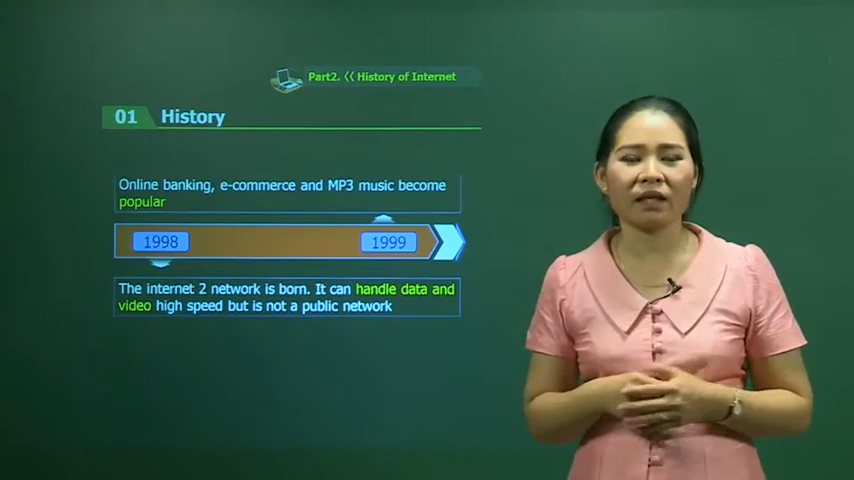 Part2. 《 History of Internet
01 History
Online banking, e-commerce and MP3 music become
popular
1998 1999
The internet 2 network is born. It can handle data and
video high speed but is not a public network